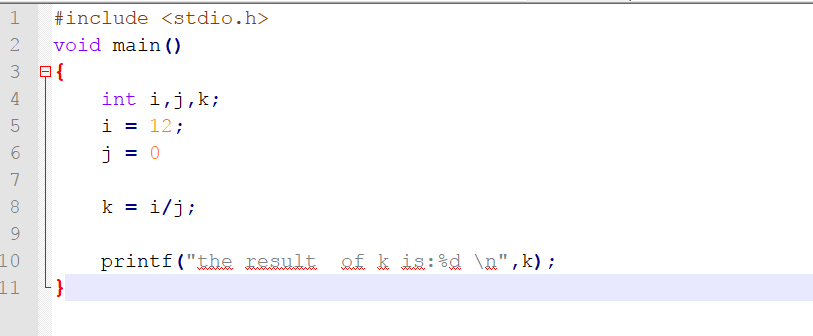 1 #include <stdio.h>
2 void main()
3 {
4 int i,j,k;
5 i = 12;
6 j = 0
7
8 k = i/j;
9
10 printf("the result  of k is:%d \n",k);
11 }